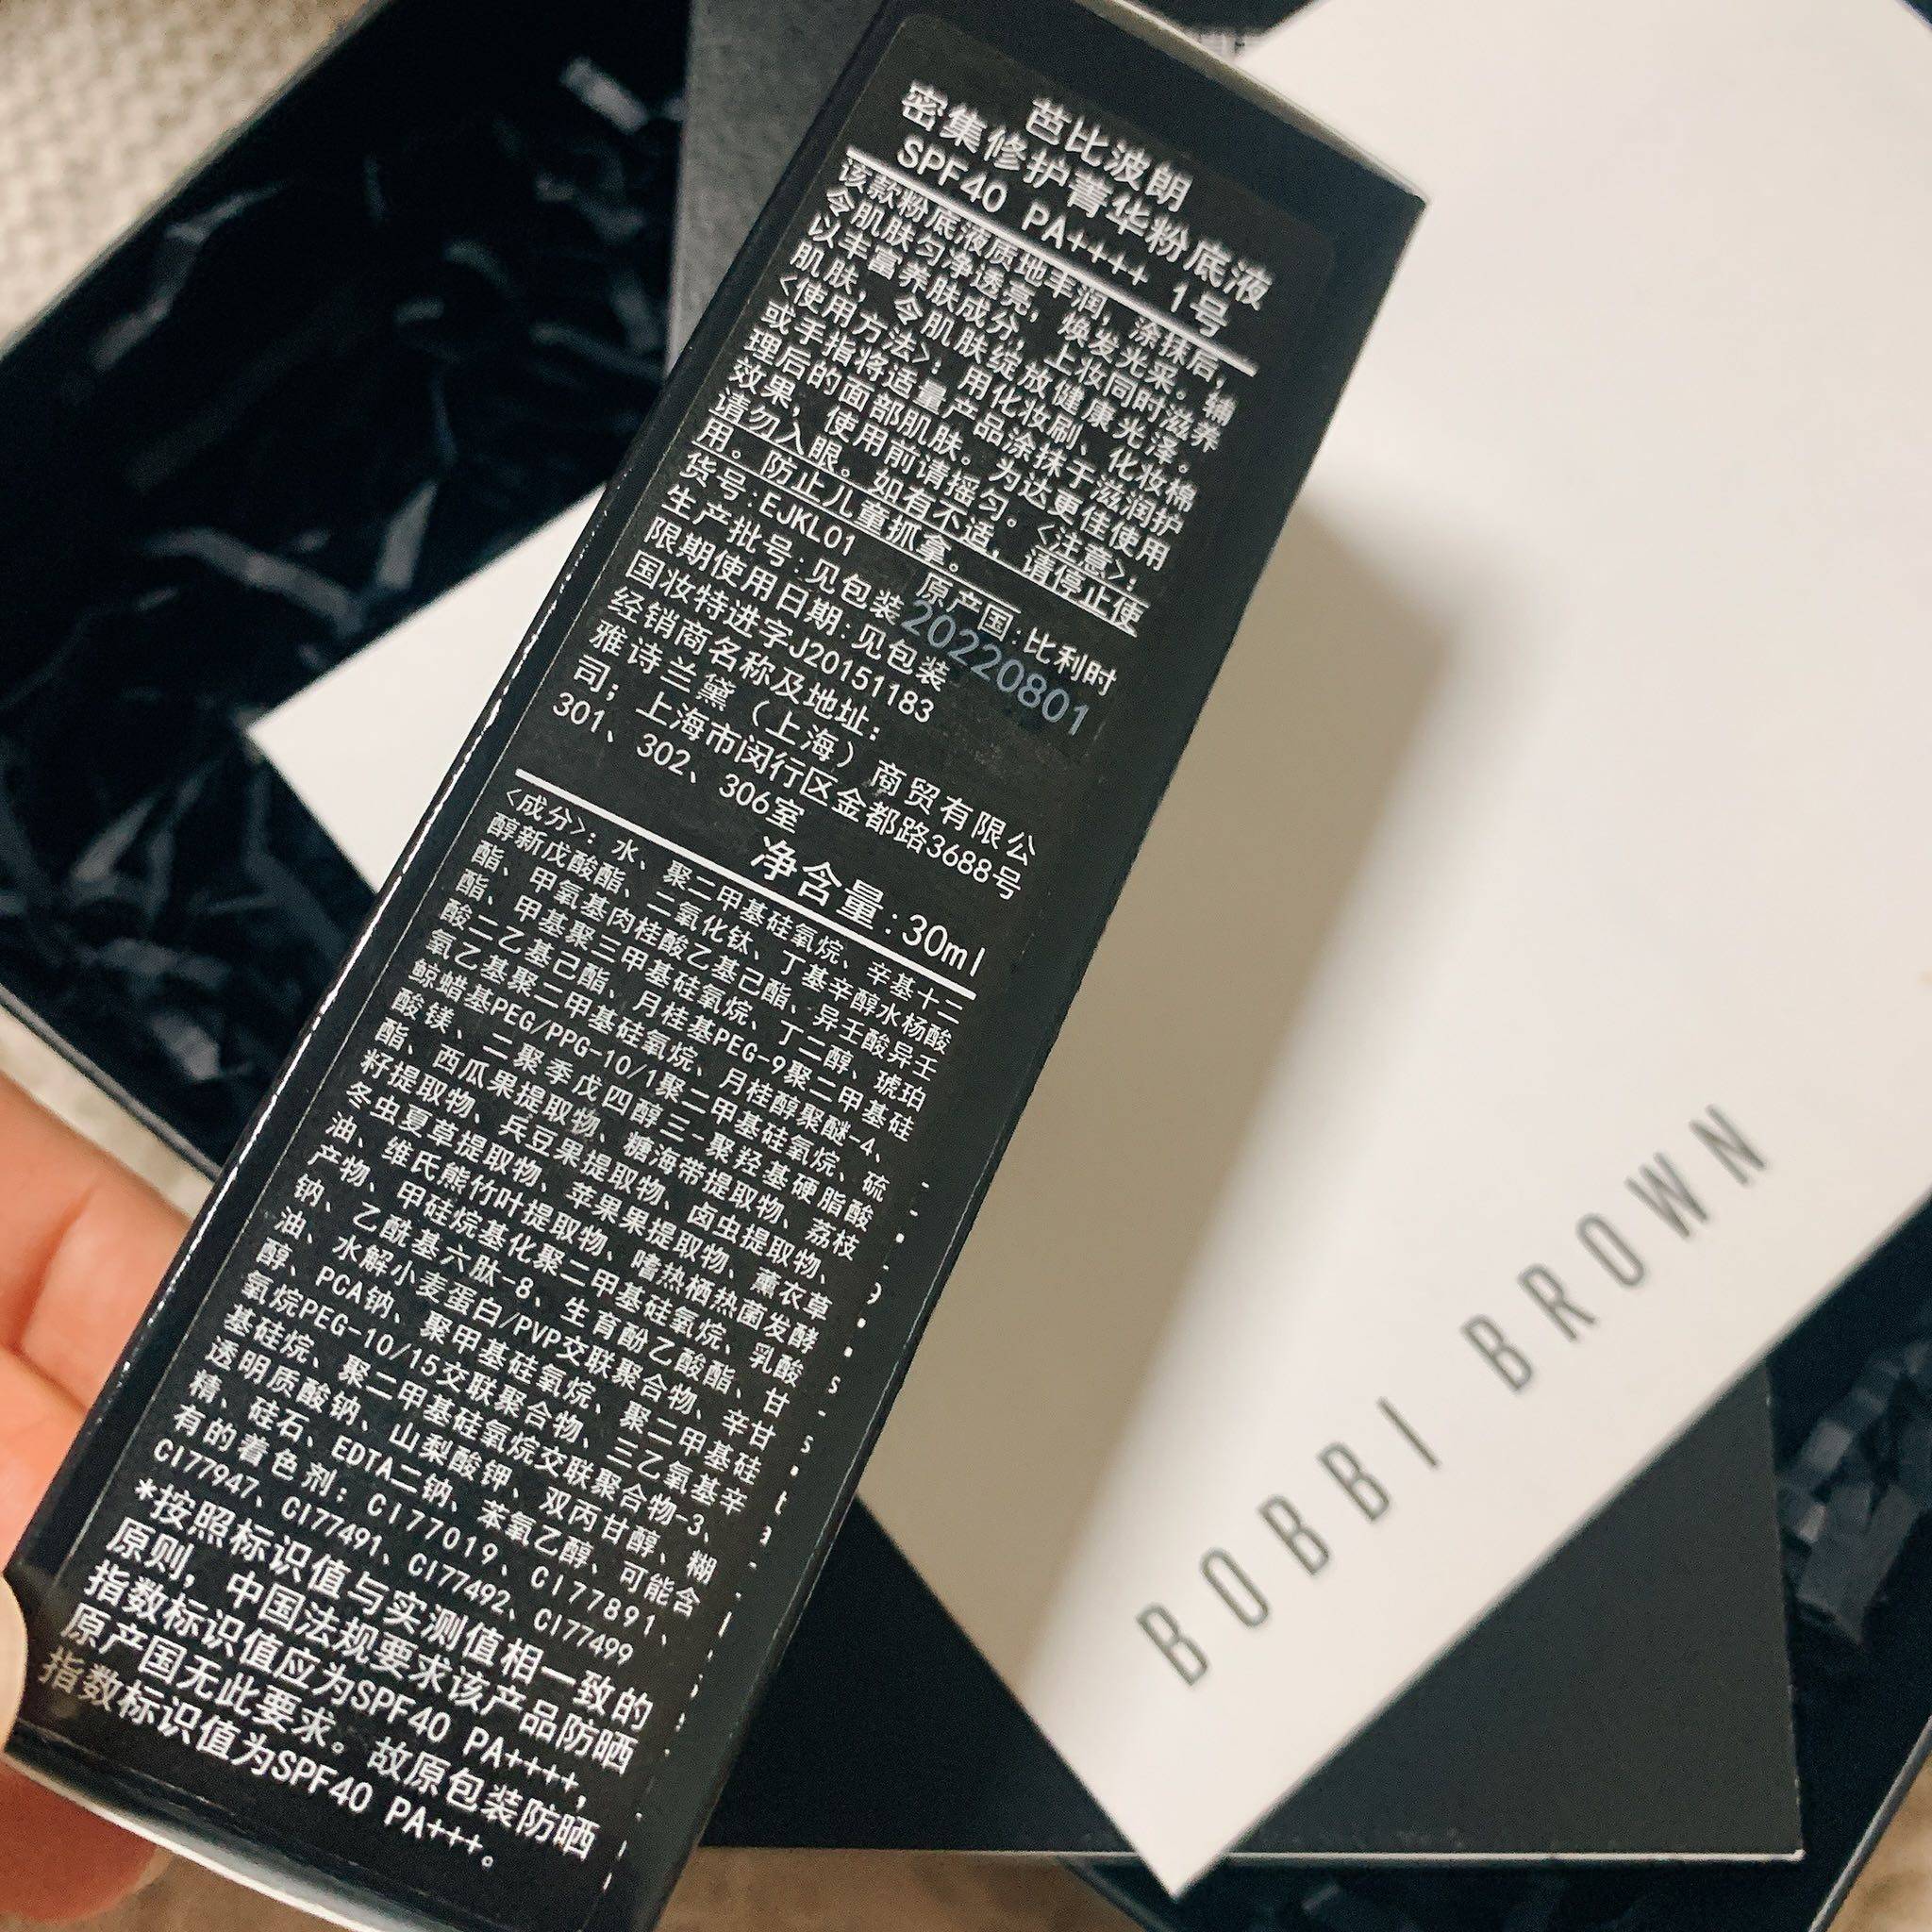 芭比波朗
密集修护菁华粉底液
SPF40 PA++++ 1号
该款粉底液质地丰润，涂抹后，
令肌肤匀净透亮，焕发光采。辅
以丰富养肤成分，上妆同时滋养
肌肤，令肌肤绽放健康光泽。
<使用方法>：用化妆刷、化妆棉
或手指将适量产品涂抹于滋润护
理后的面部肌肤。为达更佳使用
效果，使用前请摇匀。<注意>：
请勿入眼。如有不适，请停止使
用。防止儿童抓拿。
货号:EJKL01 原产国:比利时
生产批号:见包装
限期使用日期:见包装 20220801
国妆特进字J20151183
经销商名称及地址:
雅诗兰黛（上海）商贸有限公
司；上海市闵行区金都路3688号
301、302、306室
净含量:30ml
<成分>：水、聚二甲基硅氧烷、辛基十二
醇新戊酸酯、二氧化钛、丁基辛醇水杨酸
酯、甲氧基肉桂酸乙基己酯、异壬酸异壬
酯、甲基聚三甲基硅氧烷、丁二醇、琥珀
酸二乙基己酯、月桂基PEG-9聚二甲基硅
氧乙基聚二甲基硅氧烷、月桂醇聚醚-4、
鲸蜡基PEG/PPG-10/1聚二甲基硅氧烷、硫
酸镁、二聚季戊四醇三-聚羟基硬脂酸
酯、西瓜果提取物、糖海带提取物、荔枝
籽提取物、兵豆果提取物、卤虫提取物、
冬虫夏草提取物、苹果果提取物、薰衣草
油、维氏熊竹叶提取物、嗜热栖热菌发酵
产物、甲硅烷基化聚二甲基硅氧烷、乳酸
钠、乙酰基六肽-8、生育酚乙酸酯、甘
油、水解小麦蛋白/PVP交联聚合物、辛甘
醇、PCA钠、聚甲基硅氧烷、聚二甲基硅
氧烷PEG-10/15交联聚合物、三乙氧基辛
基硅烷、聚二甲基硅氧烷交联聚合物-3、
透明质酸钠、山梨酸钾、双丙甘醇、糊
精、硅石、EDTA二钠、苯氧乙醇、可能含
有的着色剂：CI77019、CI77891、
CI77947、CI77491、CI77492、CI77499
*按照标识值与实测值相一致的
原则，中国法规要求该产品防晒
指数标识值应为SPF40 PA++++，
原产国无此要求。故原包装防晒
指数标识值为SPF40 PA+++。
BOBBI BROWN